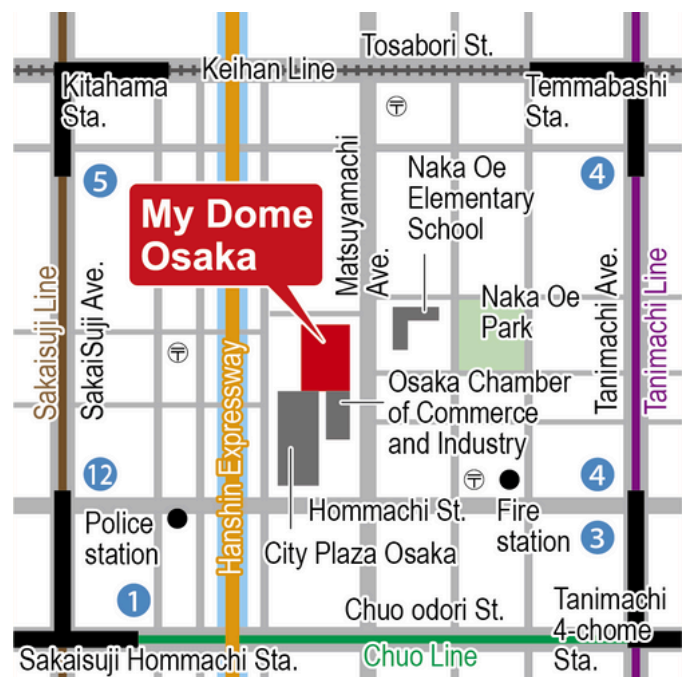 Tosabori St.
Keihan Line
Kitahama
Sta.
Temmabashi
Sta.
〒
5
4
Naka Oe
Elementary
School
My Dome
Osaka
Matsuyamachi
Ave.
Sakaisuji Line
SakaiSuji Ave.
Tanimachi Ave.
Tanimachi Line
Naka Oe
Park
〒
Hanshin Expressway
Osaka Chamber
of Commerce
and Industry
12
〒
4
Hommachi St.
Fire
station
Police
station
City Plaza Osaka
3
1
Chuo odori St.
Tanimachi
4-chome
Sta.
Sakaisuji Hommachi Sta.
Chuo Line